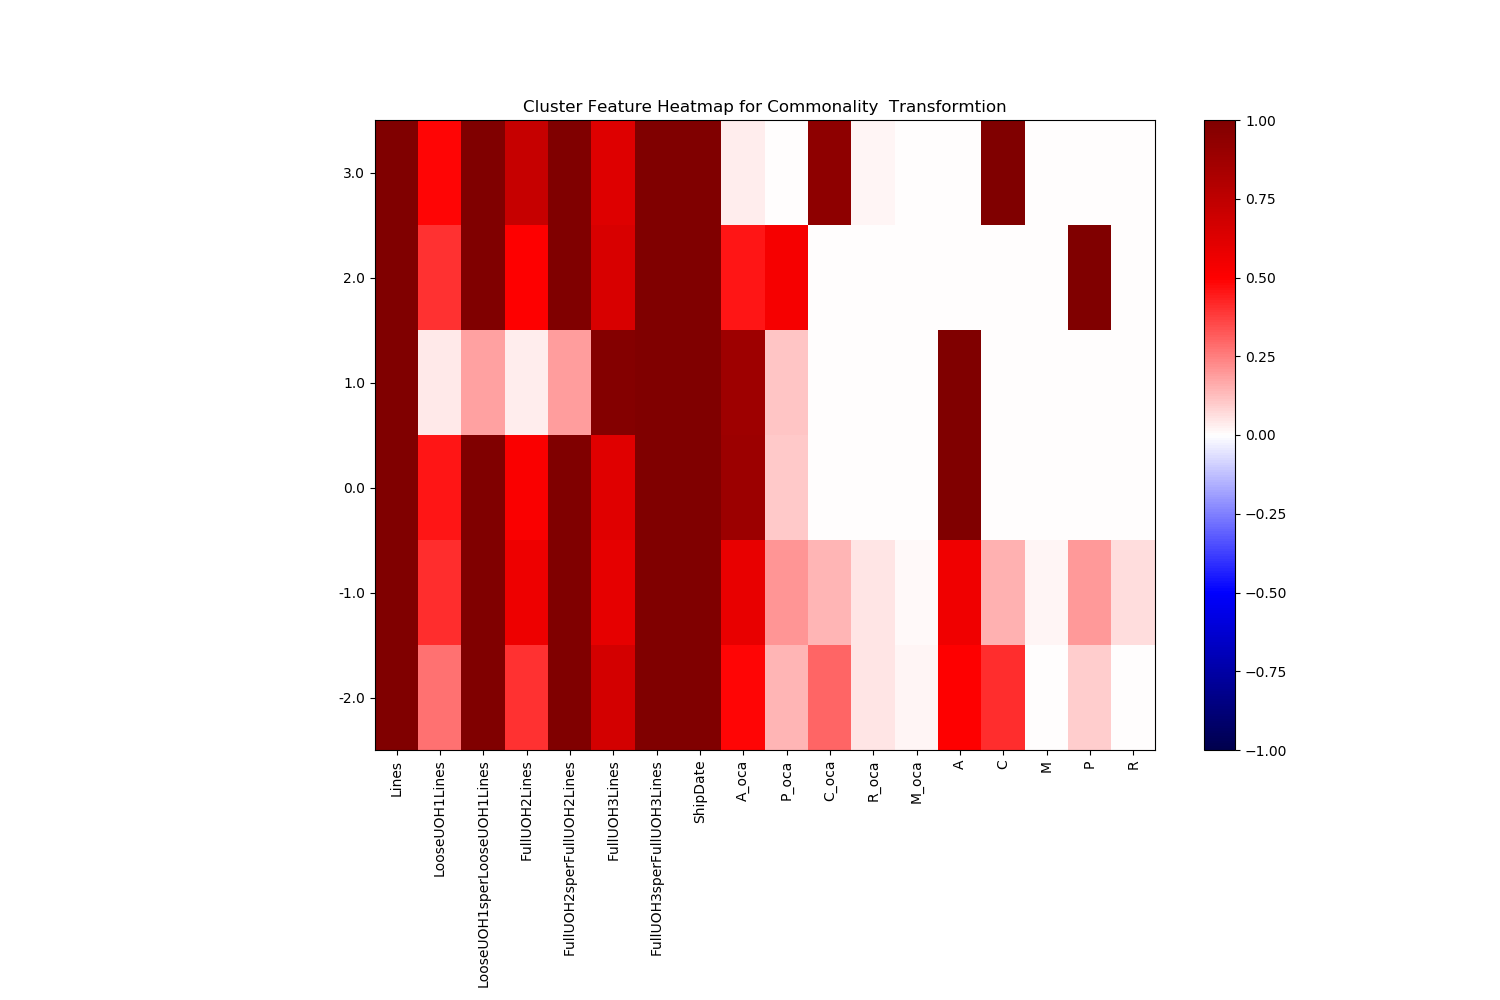 Cluster Feature Heatmap for Commonality  Transformtion
3.0
2.0
1.0
0.0
-1.0
-2.0
Lines
LooseUOH1Lines
LooseUOH1sperLooseUOH1Lines
FullUOH2Lines
FullUOH2sperFullUOH2Lines
FullUOH3Lines
FullUOH3sperFullUOH3Lines
ShipDate
A_oca
P_oca
C_oca
R_oca
M_oca
A
C
M
P
R
1.00
0.75
0.50
0.25
0.00
−0.25
−0.50
−0.75
−1.00